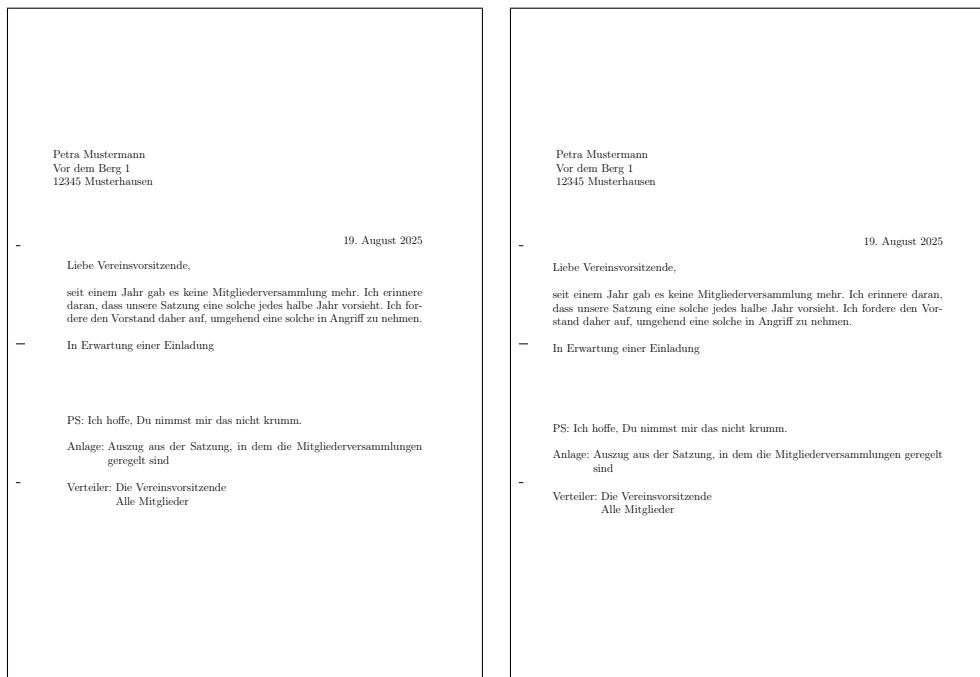 Petra Mustermann
Vor dem Berg 1
12345 Musterhausen
19. August 2025
Liebe Vereinsvorsitzende,
seit einem Jahr gab es keine Mitgliederversammlung mehr. Ich erinnere
daran, dass unsere Satzung eine solche jedes halbe Jahr vorsieht. Ich for-
dere den Vorstand daher auf, umgehend eine solche in Angriff zu nehmen.
In Erwartung einer Einladung
PS: Ich hoffe, Du nimmst mir das nicht krumm.
Anlage: Auszug aus der Satzung, in dem die Mitgliederversammlungen
geregelt sind
Verteiler: Die Vereinsvorsitzende
Alle Mitglieder
Petra Mustermann
Vor dem Berg 1
12345 Musterhausen
19. August 2025
Liebe Vereinsvorsitzende,
seit einem Jahr gab es keine Mitgliederversammlung mehr. Ich erinnere daran,
dass unsere Satzung eine solche jedes halbe Jahr vorsieht. Ich fordere den Vor-
stand daher auf, umgehend eine solche in Angriff zu nehmen.
In Erwartung einer Einladung
PS: Ich hoffe, Du nimmst mir das nicht krumm.
Anlage: Auszug aus der Satzung, in dem die Mitgliederversammlungen geregelt
sind
Verteiler: Die Vereinsvorsitzende
Alle Mitglieder